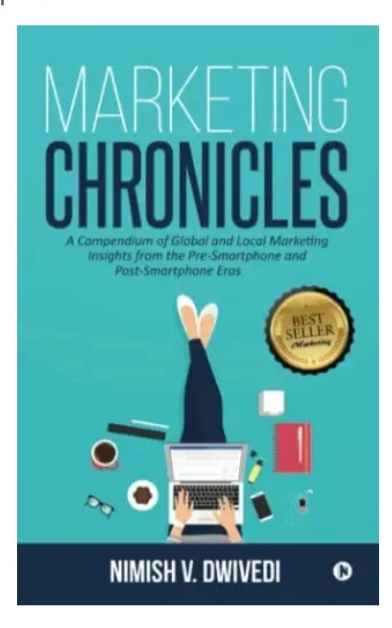 MARKETING
CHRONICLES
A Compendium of Global and Local Marketing
Insights from the Pre-Smartphone and
Post-Smartphone Eras
BEST
SELLER
Marketing
NIMISH V. DWIVEDI
N